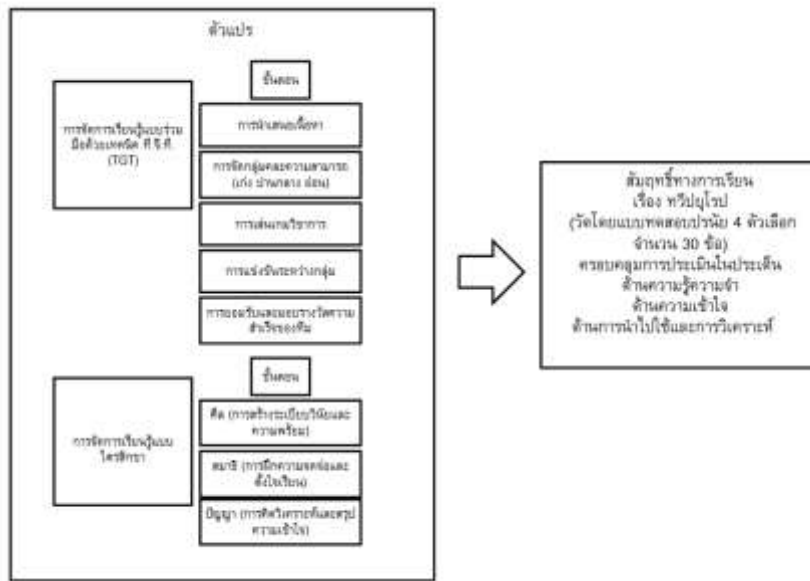 ตัวแปร
ขั้นตอน
การจัดการเรียนรู้แบบร่วม
มือด้วยเทคนิค ที.จี.ที.
(TGT)
การนำเสนอเนื้อหา
การจัดกลุ่มคละความสามารถ
(เก่ง ปานกลาง อ่อน)
การเล่นเกมวิชาการ
การแข่งขันระหว่างกลุ่ม
การยอมรับและมอบรางวัลความ
สำเร็จของทีม
ขั้นตอน
การจัดการเรียนรู้แบบ
ไตรสิกขา
ศีล (การสร้างระเบียบวินัยและ
ความพร้อม)
สมาธิ (การฝึกความจดจ่อและ
ตั้งใจเรียน)
ปัญญา (การคิดวิเคราะห์และสรุป
ความเข้าใจ)
สัมฤทธิ์ทางการเรียน
เรื่อง ทวีปยุโรป
(วัดโดยแบบทดสอบปรนัย 4 ตัวเลือก
จำนวน 30 ข้อ)
ครอบคลุมการประเมินในประเด็น
ด้านความรู้ความจำ
ด้านความเข้าใจ
ด้านการนำไปใช้และการวิเคราะห์